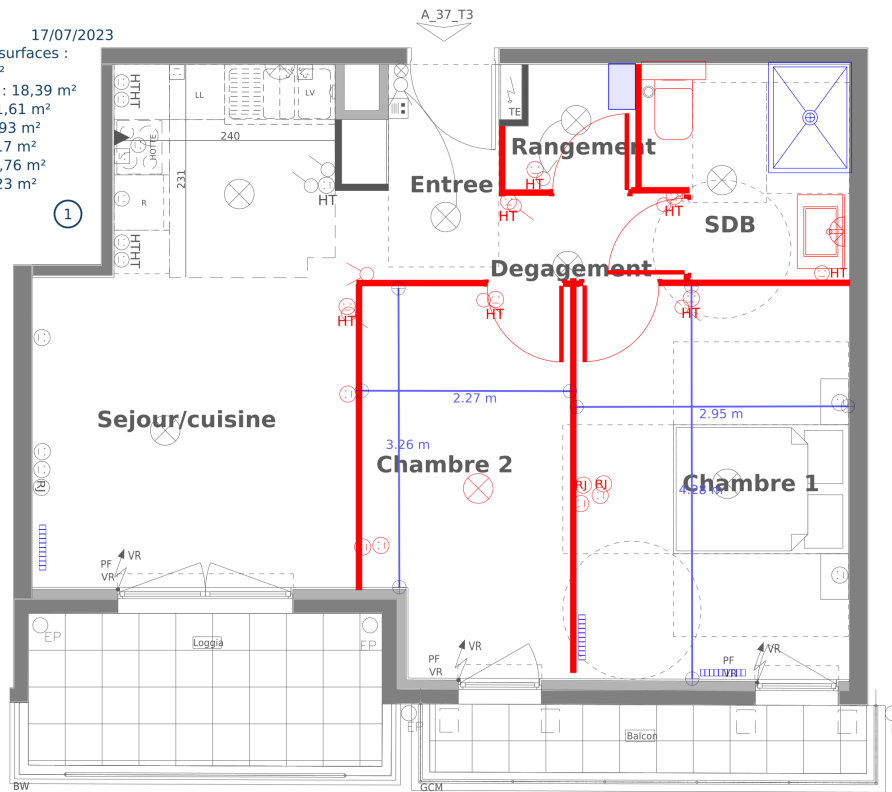 A_37_T3
17/07/2023
surfaces :
²
: 18,39 m²
,61 m²
93 m²
17 m²
,76 m²
23 m²
1
HTHT
LL
LV
TE
HOTTE
240
231
R
HT
HTHT
Rangement
HT
Entree
HT
HT
SDB
Degagement
HT
HT
HT
HT
2.27 m
2.95 m
Sejour/cuisine
3.26 m
Chambre 2
Chambre 1
4.28 m
RJ
RJ
RJ
PF
VR
VR
PF
VR
VR
PF
VR
VR
EP
Loggia
EP
EP
Balcon
BW
GCM